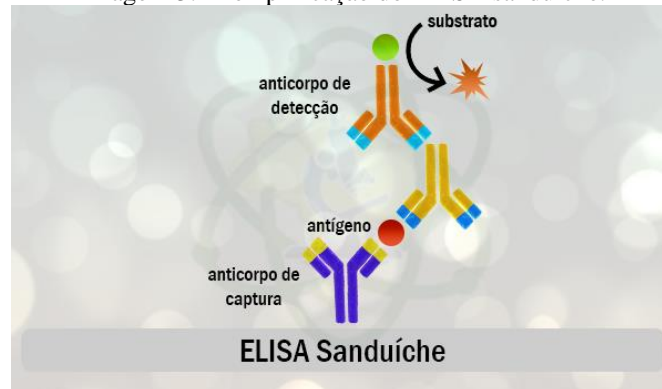 substrato
anticorpo de
detecção
antígeno
anticorpo de
captura
ELISA Sanduíche